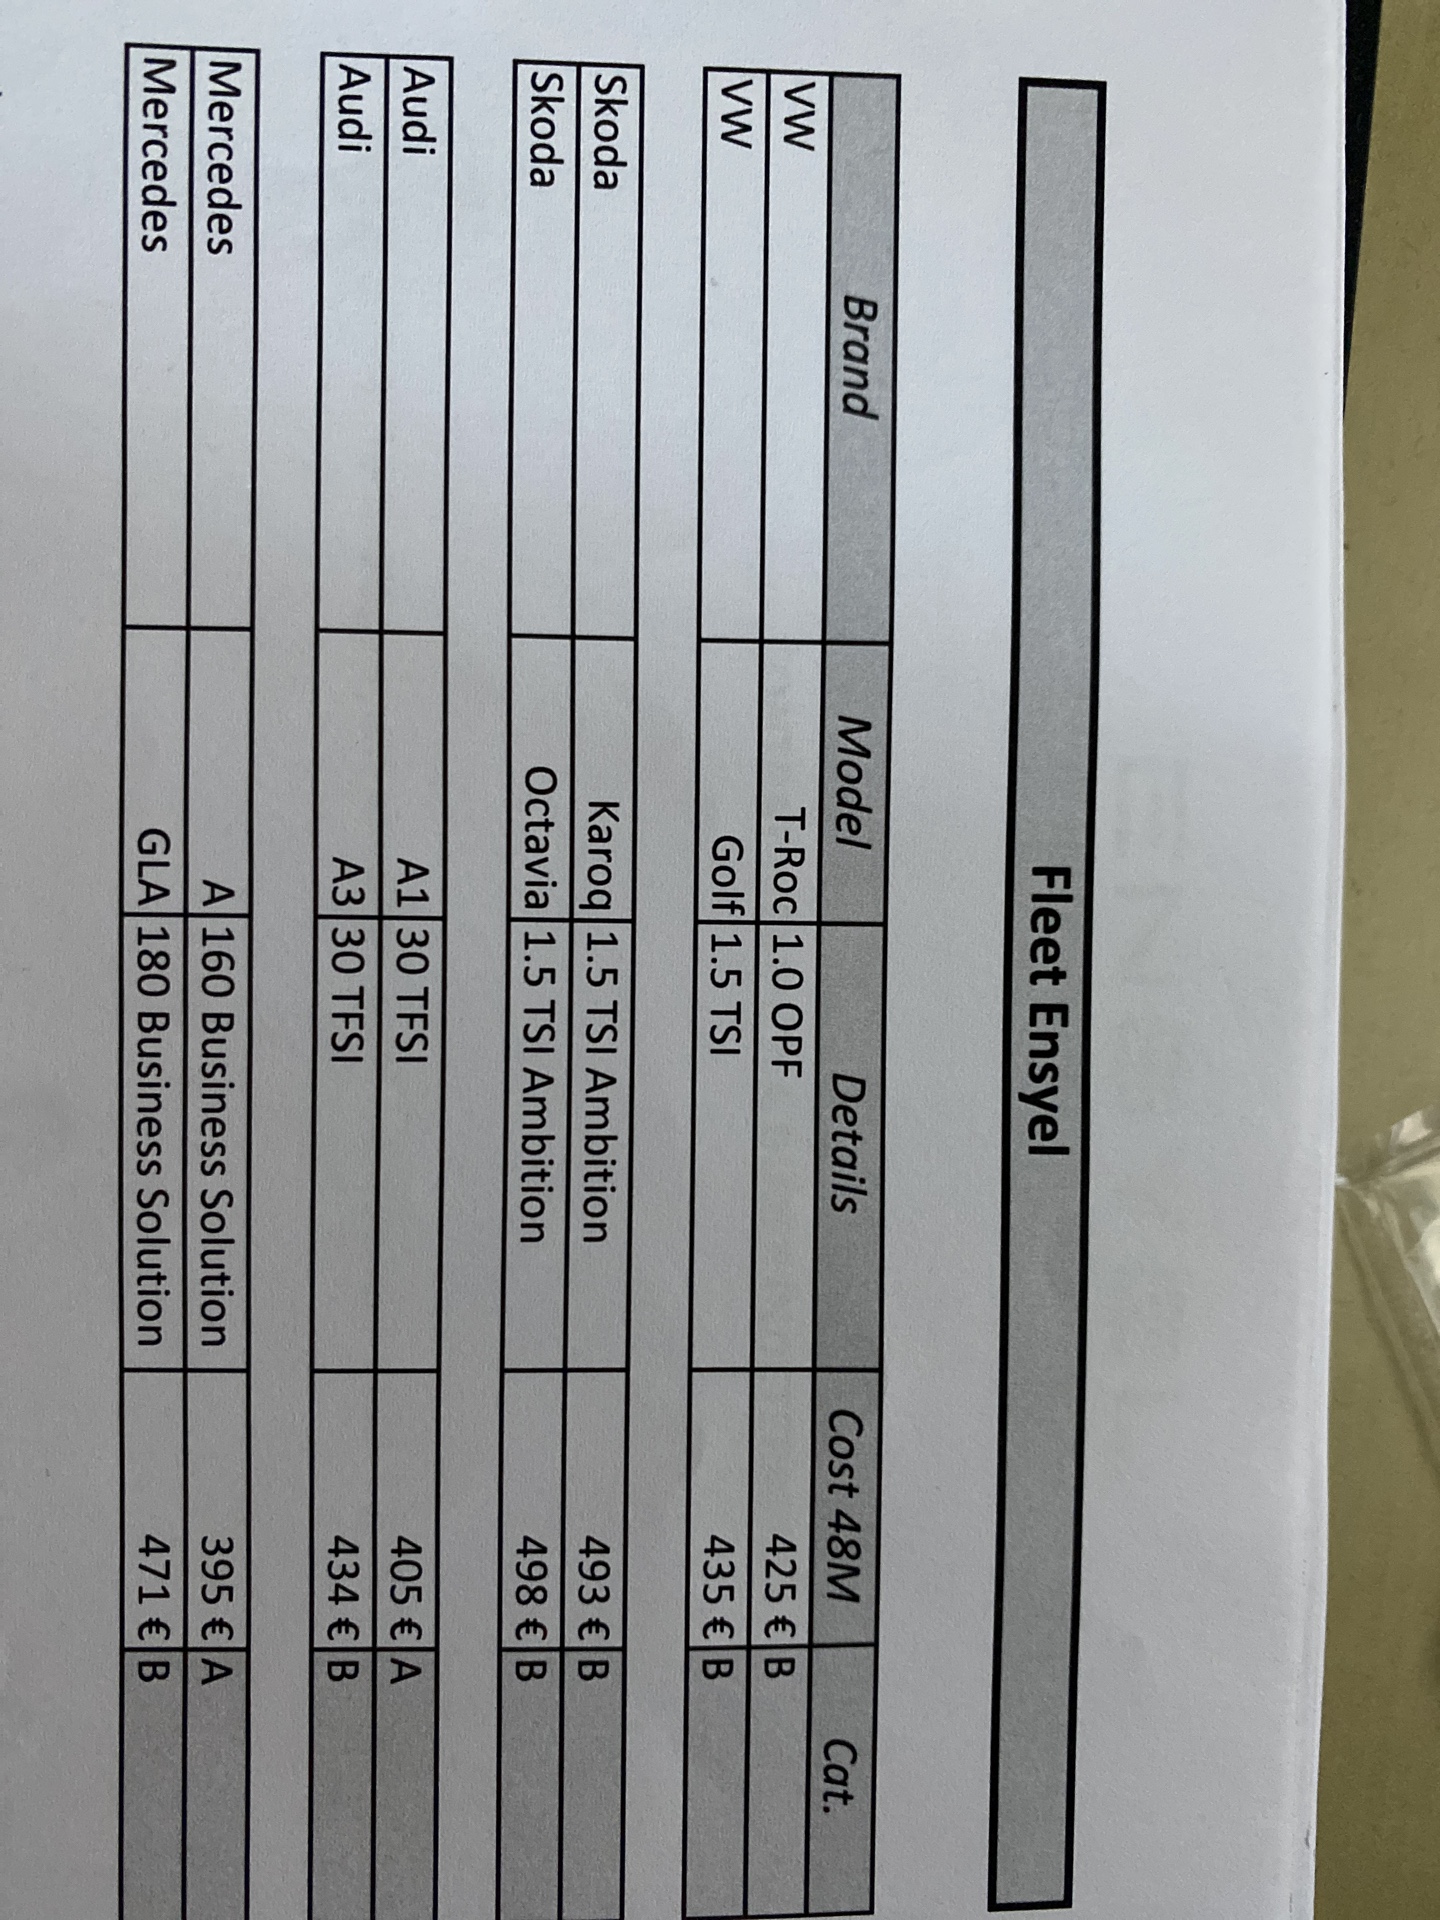 Fleet Ensyel
Brand Model Details Cost 48M Cat.
VW T-Roc 1.0 OPF 425 € B
VW Golf 1.5 TSI 435 € B
Skoda Karoq 1.5 TSI Ambition 493 € B
Skoda Octavia 1.5 TSI Ambition 498 € B
Audi A1 30 TFSI 405 € A
Audi A3 30 TFSI 434 € B
Mercedes A 160 Business Solution 395 € A
Mercedes GLA 180 Business Solution 471 € B